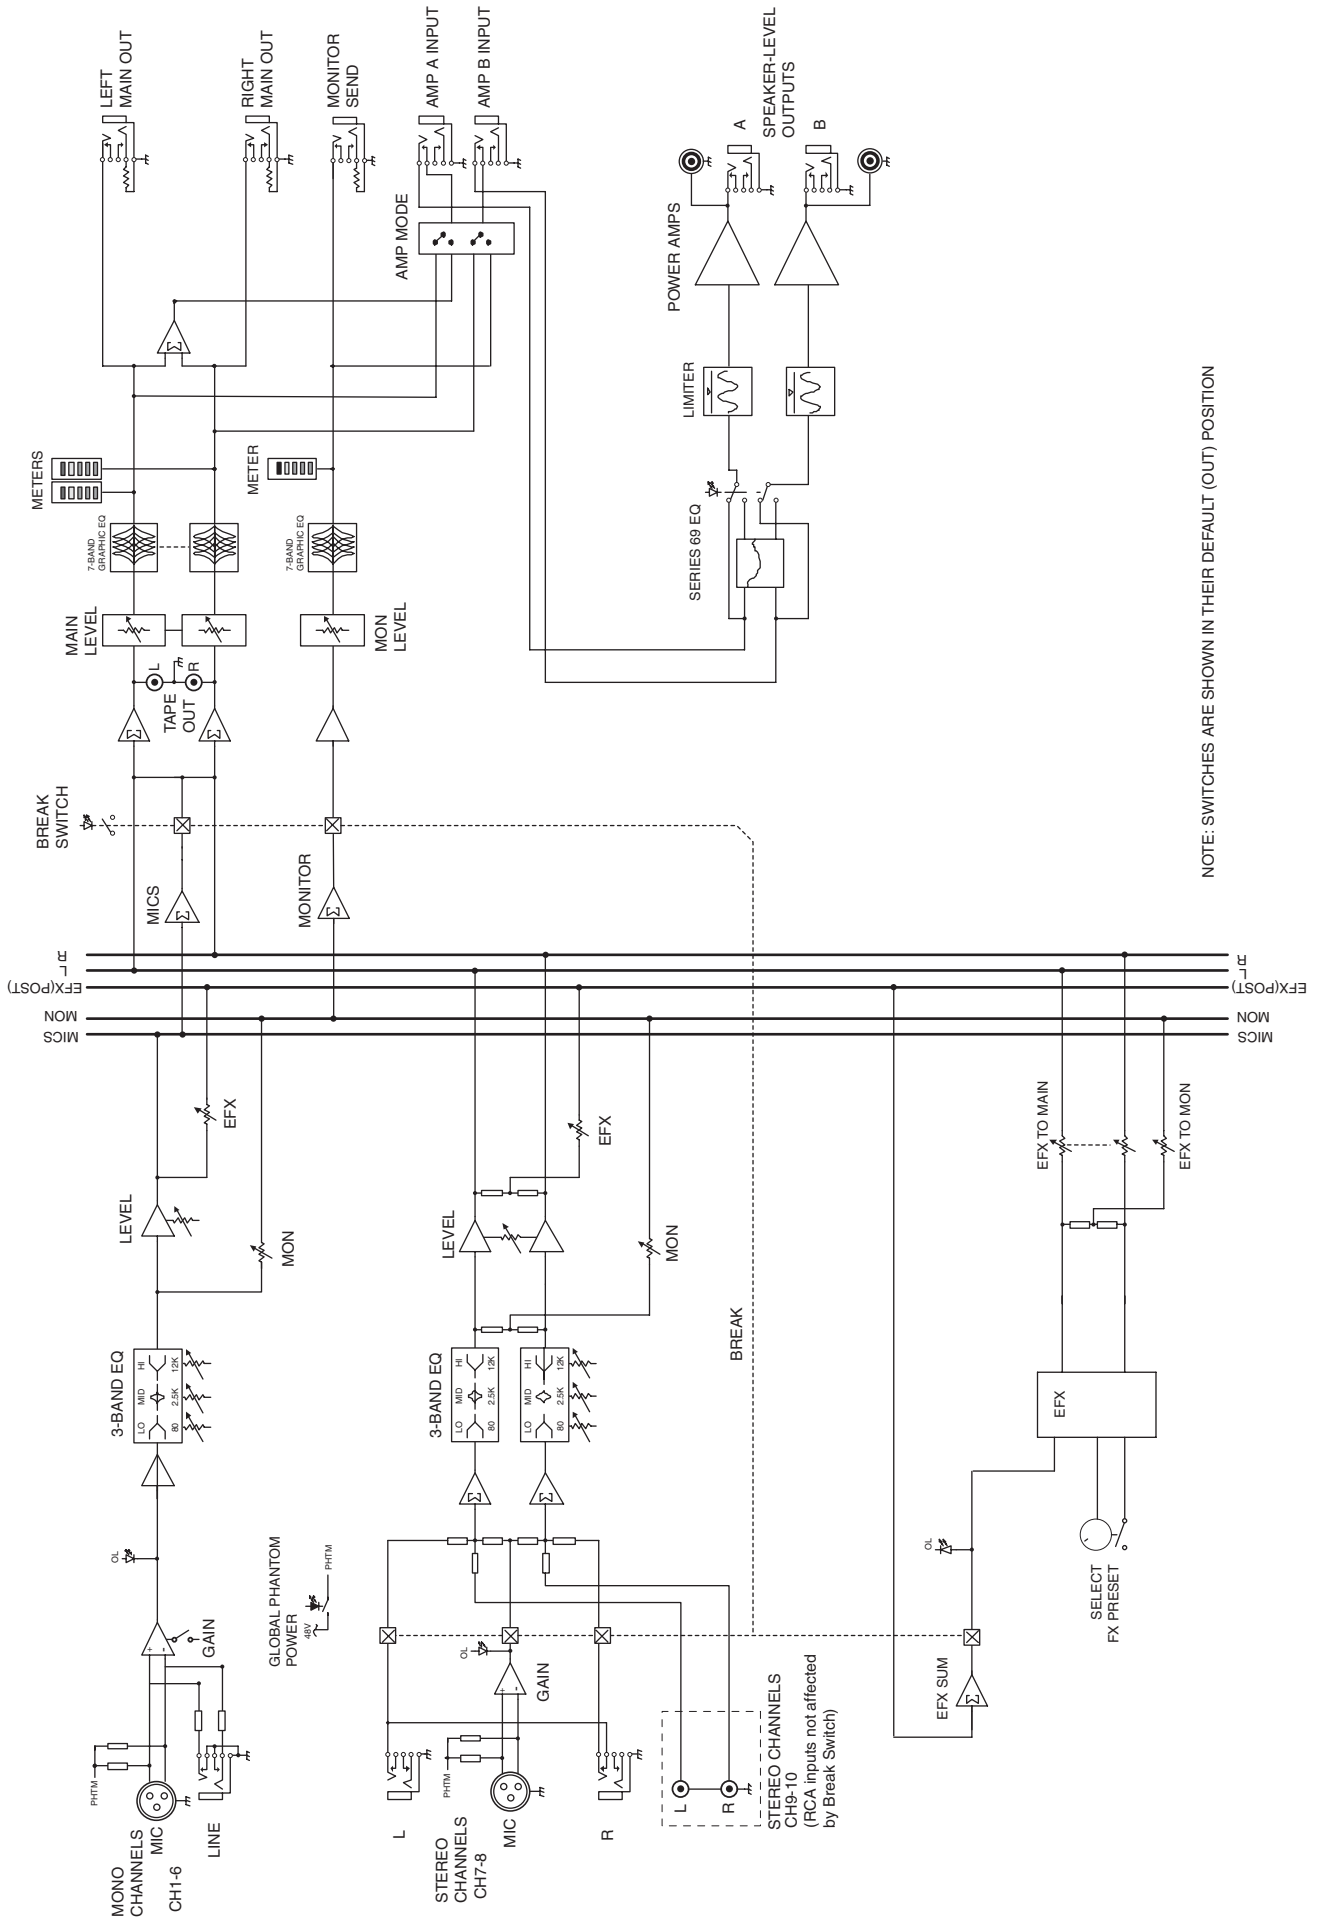 LEFT
MAIN OUT
RIGHT
MAIN OUT
MONITOR
SEND
AMP A INPUT
AMP B INPUT
METERS
7-BAND
GRAPHIC EQ
MAIN
LEVEL
L
R
TAPE
OUT
METER
7-BAND
GRAPHIC EQ
MON
LEVEL
AMP MODE
A
SPEAKER-LEVEL
OUTPUTS
B
POWER AMPS
LIMITER
SERIES 69 EQ
BREAK
SWITCH
MICS
MONITOR
NOTE: SWITCHES ARE SHOWN IN THEIR DEFAULT (OUT) POSITION
R
L
EFX(POST)
MON
MICS
R
L
EFX(POST)
MON
MICS
EFX
LEVEL
MON
3-BAND EQ
LO
MID
HI
80
2.5K
12K
OL
GAIN
PHTM
MONO
CHANNELS
MIC
CH1-6
LINE
GLOBAL PHANTOM
POWER
48V
PHTM
EFX
LEVEL
MON
3-BAND EQ
LO
MID
HI
80
2.5K
12K
LO
MID
HI
80
2.5K
12K
BREAK
OL
GAIN
PHTM
L
STEREO
CHANNELS
CH7-8
MIC
R
L
R
STEREO CHANNELS
CH9-10
(RCA inputs not affected
by Break Switch)
EFX SUM
OL
EFX
SELECT
FX PRESET
EFX TO MAIN
EFX TO MON